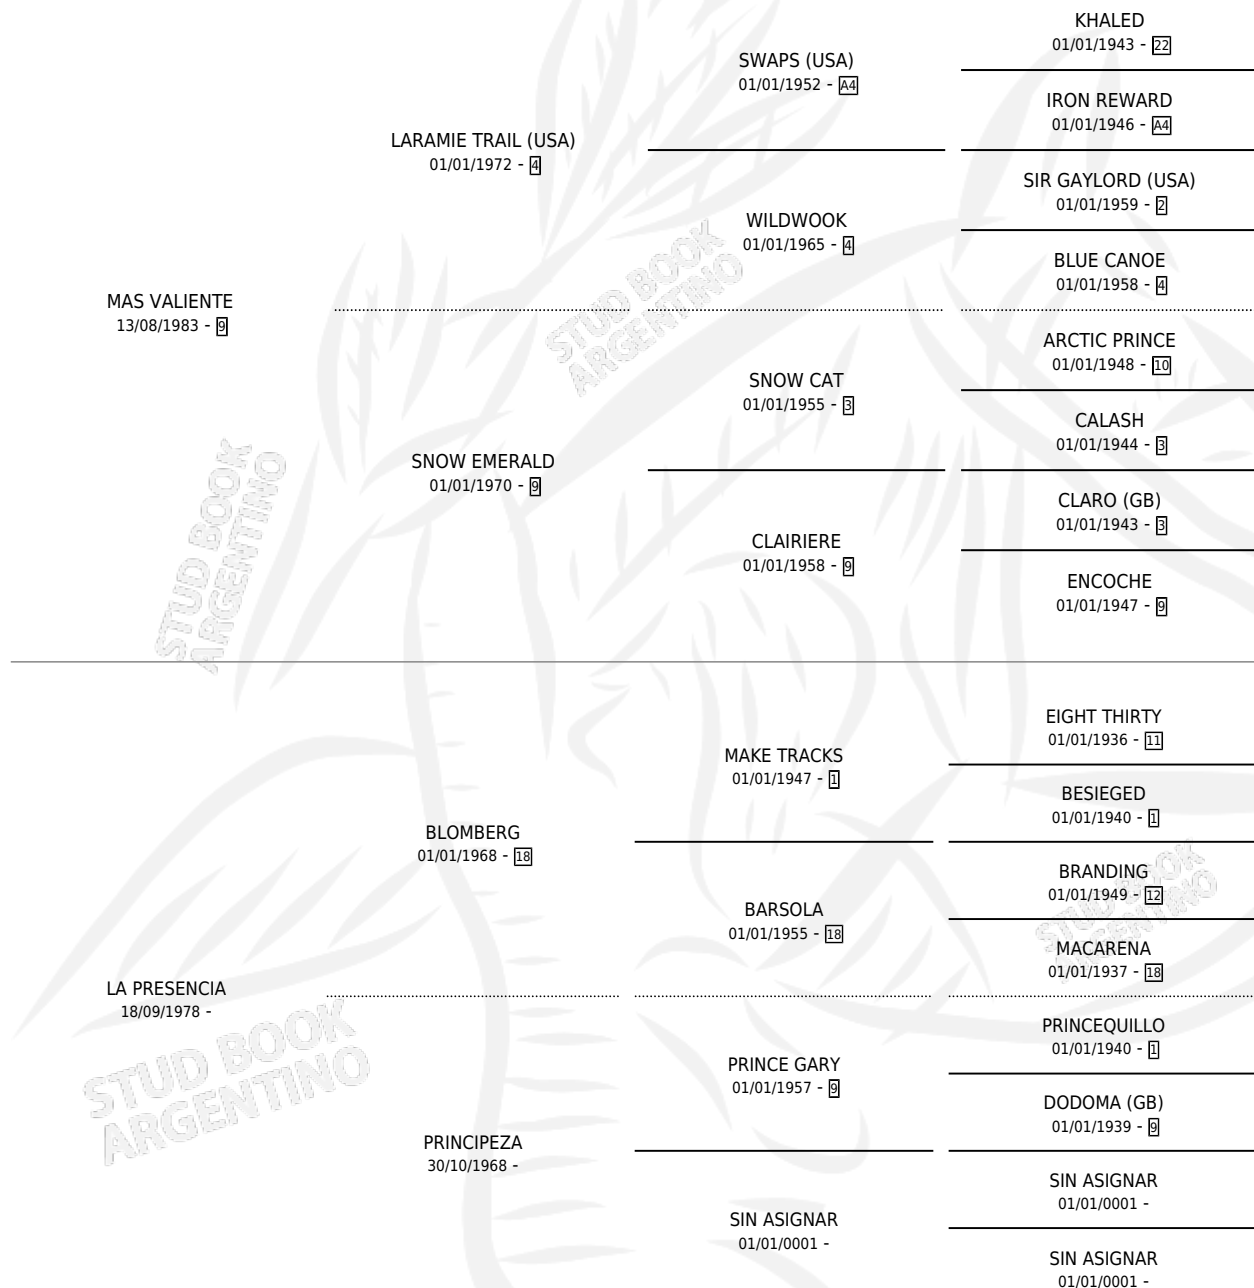 KHALED
01/01/1943 - 22
SWAPS (USA)
01/01/1952 - A4
IRON REWARD
01/01/1946 - A4
LARAMIE TRAIL (USA)
01/01/1972 - 4
SIR GAYLORD (USA)
01/01/1959 - 2
WILDWOOK
01/01/1965 - 4
BLUE CANOE
01/01/1958 - 4
MAS VALIENTE
13/08/1983 - 9
STUD BOOK
ARGENTINO
ARCTIC PRINCE
01/01/1948 - 10
SNOW CAT
01/01/1955 - 3
CALASH
01/01/1944 - 3
SNOW EMERALD
01/01/1970 - 9
CLARO (GB)
01/01/1943 - 3
CLAIRIERE
01/01/1958 - 9
ENCOCHE
01/01/1947 - 9
STUD BOOK
ARGENTINO
EIGHT THIRTY
01/01/1936 - 11
MAKE TRACKS
01/01/1947 - 1
BESIEGED
01/01/1940 - 1
BLOMBERG
01/01/1968 - 18
BRANDING
01/01/1949 - 12
BARSOLA
01/01/1955 - 18
MACARENA
01/01/1937 - 18
STUD BOOK
ARGENTINO
LA PRESENCIA
18/09/1978 -
PRINCEQUILLO
01/01/1940 - 1
PRINCE GARY
01/01/1957 - 9
DODOMA (GB)
01/01/1939 - 9
STUD BOOK
ARGENTINO
PRINCIPEZA
30/10/1968 -
SIN ASIGNAR
01/01/0001 -
SIN ASIGNAR
01/01/0001 -
SIN ASIGNAR
01/01/0001 -